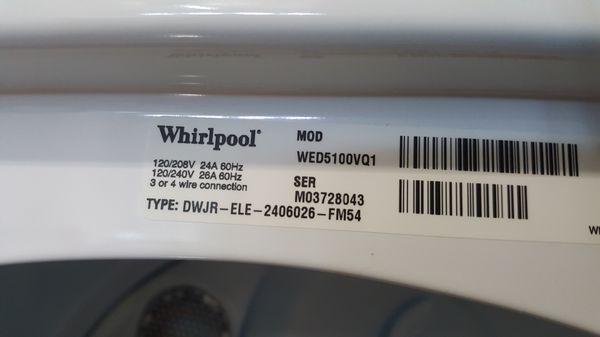 Whirlpool
MOD
WED5100VQ1
120/208V 24A 60Hz
120/240V 26A 60Hz
3 or 4 wire connection
SER
M03728043
TYPE: DWJR-ELE-2406026-FM54